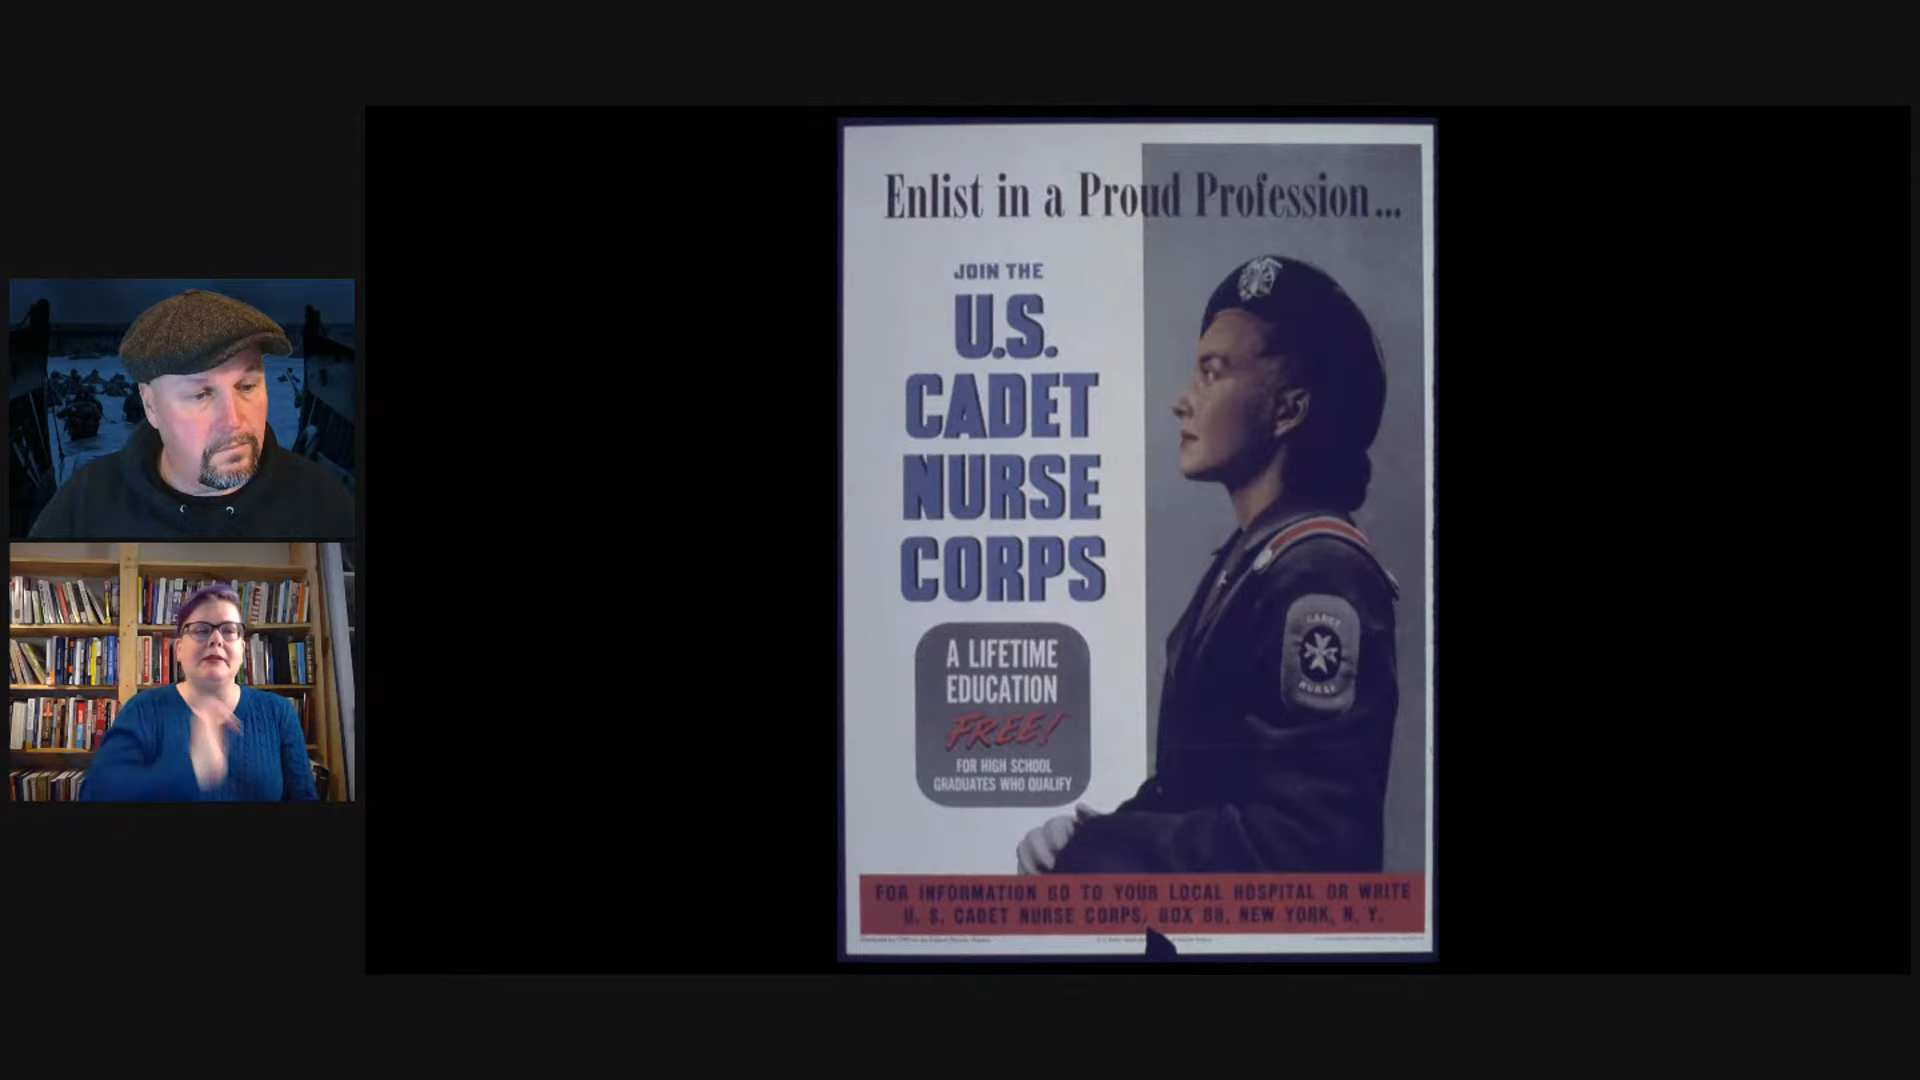 Enlist in a Proud Profession...
JOIN THE
U.S.
CADET
NURSE
CORPS
A LIFETIME
EDUCATION
FREE!
FOR HIGH SCHOOL
GRADUATES WHO QUALIFY
CADET
NURSE
FOR INFORMATION GO TO YOUR LOCAL HOSPITAL OR WRITE
U. S. CADET NURSE CORPS, BOX 88, NEW YORK, N. Y.